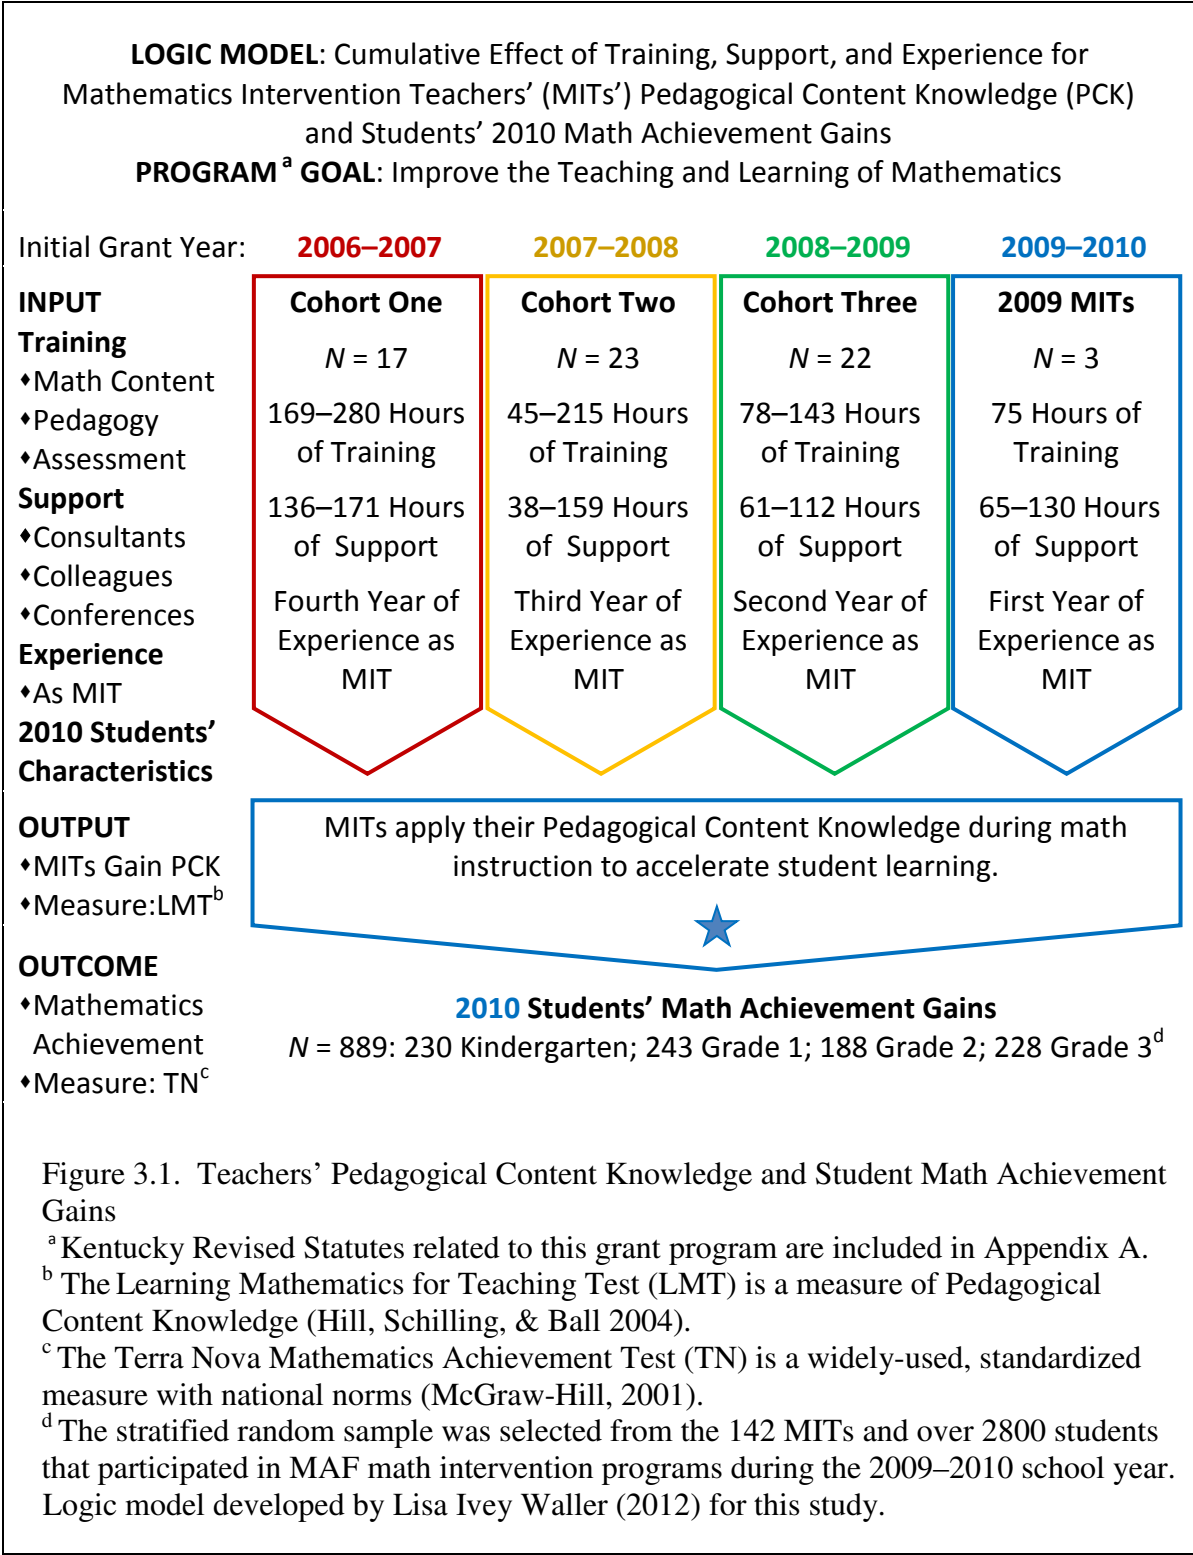 LOGIC MODEL: Cumulative Effect of Training, Support, and Experience for
Mathematics Intervention Teachers’ (MITs’) Pedagogical Content Knowledge (PCK)
and Students’ 2010 Math Achievement Gains
PROGRAM a GOAL: Improve the Teaching and Learning of Mathematics
Initial Grant Year: 2006–2007 2007–2008 2008–2009 2009–2010
INPUT
Training
♦Math Content
♦Pedagogy
♦Assessment
Support
♦Consultants
♦Colleagues
♦Conferences
Experience
♦As MIT
2010 Students’
Characteristics
Cohort One
N = 17
169–280 Hours
of Training
136–171 Hours
of Support
Fourth Year of
Experience as
MIT
Cohort Two
N = 23
45–215 Hours
of Training
38–159 Hours
of Support
Third Year of
Experience as
MIT
Cohort Three
N = 22
78–143 Hours
of Training
61–112 Hours
of Support
Second Year of
Experience as
MIT
2009 MITs
N = 3
75 Hours of
Training
65–130 Hours
of Support
First Year of
Experience as
MIT
OUTPUT
♦MITs Gain PCK
♦Measure:LMTb
MITs apply their Pedagogical Content Knowledge during math
instruction to accelerate student learning.
OUTCOME
♦Mathematics
Achievement
♦Measure: TNc
2010 Students’ Math Achievement Gains
N = 889: 230 Kindergarten; 243 Grade 1; 188 Grade 2; 228 Grade 3d
Figure 3.1. Teachers’ Pedagogical Content Knowledge and Student Math Achievement
Gains
a Kentucky Revised Statutes related to this grant program are included in Appendix A.
b The Learning Mathematics for Teaching Test (LMT) is a measure of Pedagogical
Content Knowledge (Hill, Schilling, & Ball 2004).
c The Terra Nova Mathematics Achievement Test (TN) is a widely-used, standardized
measure with national norms (McGraw-Hill, 2001).
d The stratified random sample was selected from the 142 MITs and over 2800 students
that participated in MAF math intervention programs during the 2009–2010 school year.
Logic model developed by Lisa Ivey Waller (2012) for this study.